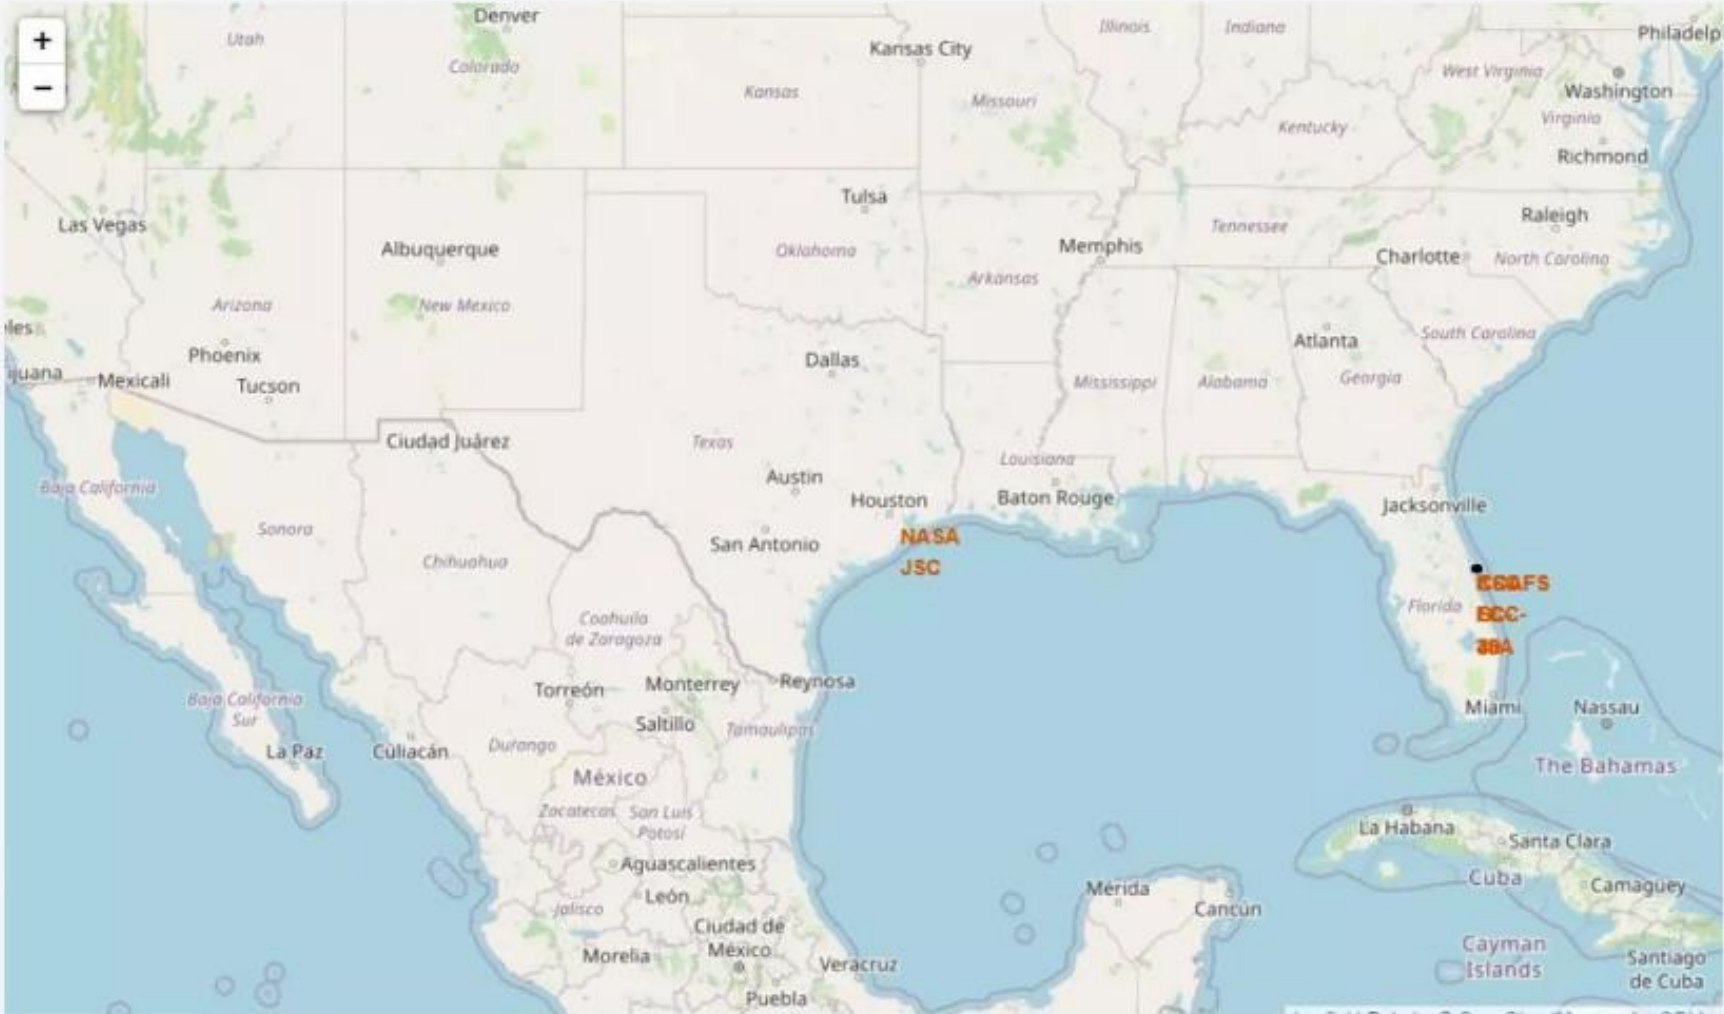 +
−
Denver
Utah
Colorado
Kansas City
Kansas
Missouri
Illinois
Indiana
Philadelp
West Virginia
Washington
Virginia
Kentucky
Richmond
Las Vegas
Tulsa
Albuquerque
Oklahoma
Memphis
Tennessee
Raleigh
Charlotte
North Carolina
Arkansas
Arizona
New Mexico
eles
Phoenix
Dallas
Atlanta
South Carolina
ijuana
Mexicali
Tucson
Mississippi
Alabama
Georgia
Ciudad Juárez
Texas
Louisiana
Baja California
Austin
Houston
Baton Rouge
Jacksonville
Sonora
San Antonio
NASA
JSC
Chihuahua
Florida
Coahuila
de Zaragoza
Torreón
Monterrey
Reynosa
Baja California
Sur
Saltillo
Tamaulipas
Miami
Nassau
La Paz
Culiacán
Durango
The Bahamas
México
Zacatecas
San Luis
Potosí
La Habana
Santa Clara
Aguascalientes
León
Cuba
Camagüey
Mérida
Cancún
Jalisco
Ciudad de
México
Morelia
Veracruz
Cayman
Islands
Santiago
de Cuba
Puebla